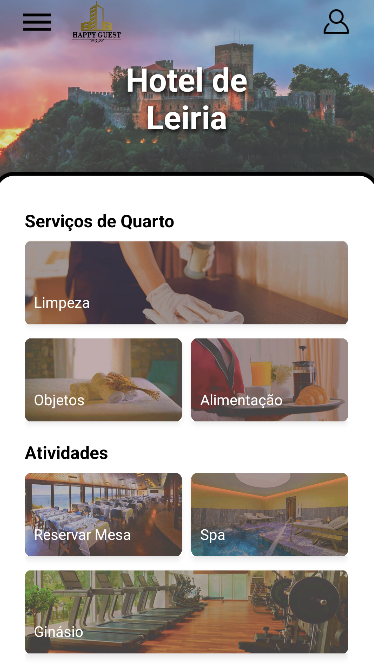 HAPPY GUEST
Hotel de
Leiria
Serviços de Quarto
Limpeza
Objetos
Alimentação
Atividades
Reservar Mesa
Spa
Ginásio